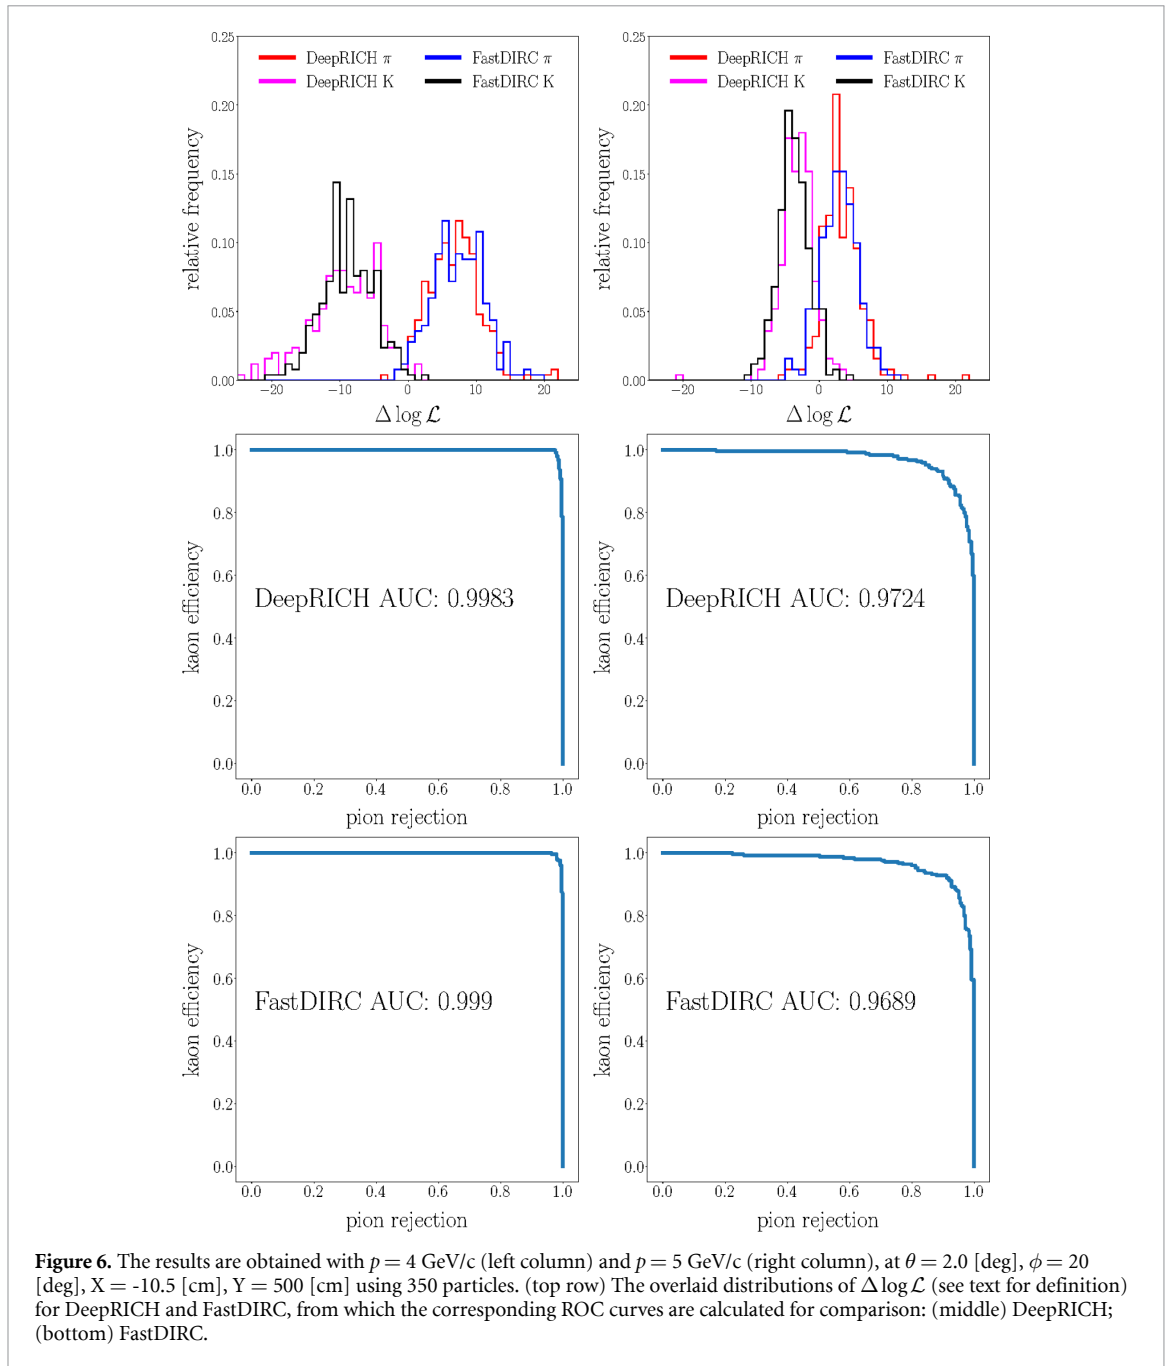 0.25
0.20
0.15
0.10
0.05
0.00
relative frequency
DeepRICH π
DeepRICH K
FastDIRC π
FastDIRC K
−20
−10
0
10
20
Δ log ℒ
0.25
0.20
0.15
0.10
0.05
0.00
relative frequency
DeepRICH π
DeepRICH K
FastDIRC π
FastDIRC K
−20
−10
0
10
20
Δ log ℒ
1.0
0.8
0.6
0.4
0.2
0.0
kaon efficiency
DeepRICH AUC: 0.9983
0.0
0.2
0.4
0.6
0.8
1.0
pion rejection
1.0
0.8
0.6
0.4
0.2
0.0
kaon efficiency
DeepRICH AUC: 0.9724
0.0
0.2
0.4
0.6
0.8
1.0
pion rejection
1.0
0.8
0.6
0.4
0.2
0.0
kaon efficiency
FastDIRC AUC: 0.999
0.0
0.2
0.4
0.6
0.8
1.0
pion rejection
1.0
0.8
0.6
0.4
0.2
0.0
kaon efficiency
FastDIRC AUC: 0.9689
0.0
0.2
0.4
0.6
0.8
1.0
pion rejection
Figure 6. The results are obtained with p = 4 GeV/c (left column) and p = 5 GeV/c (right column), at θ = 2.0 [deg], ϕ = 20
[deg], X = -10.5 [cm], Y = 500 [cm] using 350 particles. (top row) The overlaid distributions of Δ log ℒ (see text for definition)
for DeepRICH and FastDIRC, from which the corresponding ROC curves are calculated for comparison: (middle) DeepRICH;
(bottom) FastDIRC.